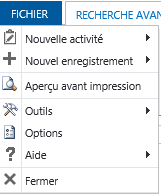 FICHIER RECHERCHE AVAN
Nouvelle activité
Nouvel enregistrement
Aperçu avant impression
Outils
Options
Aide
Fermer